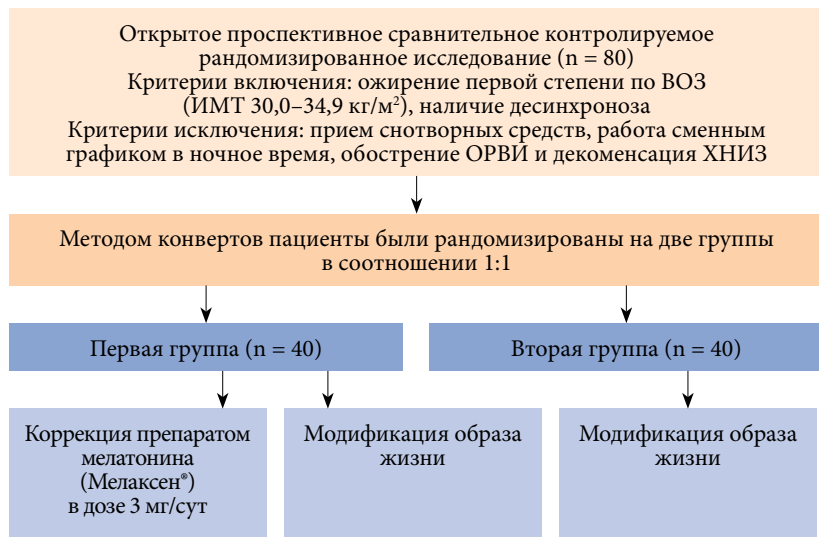 Открытое проспективное сравнительное контролируемое
рандомизированное исследование (n = 80)
Критерии включения: ожирение первой степени по ВОЗ
(ИМТ 30,0–34,9 кг/м²), наличие десинхроноза
Критерии исключения: прием снотворных средств, работа сменным
графиком в ночное время, обострение ОРВИ и декоменсация ХНИЗ
Методом конвертов пациенты были рандомизированы на две группы
в соотношении 1:1
Первая группа (n = 40)
Вторая группа (n = 40)
Коррекция препаратом
мелатонина
(Мелаксен®)
в дозе 3 мг/сут
Модификация образа
жизни
Модификация образа
жизни